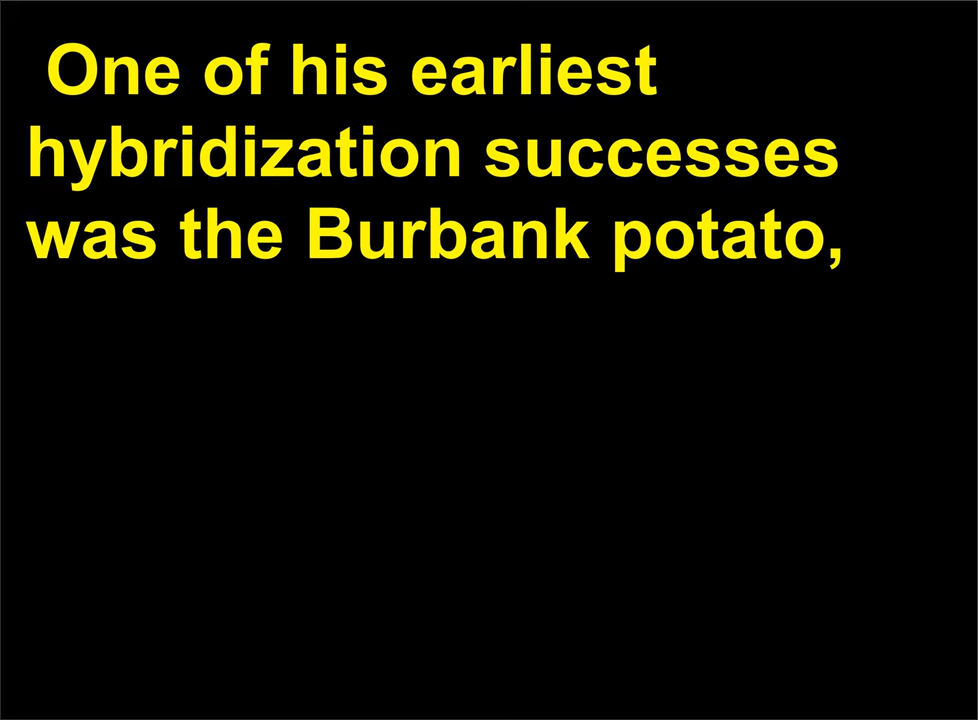 One of his earliest
hybridization successes
was the Burbank potato,